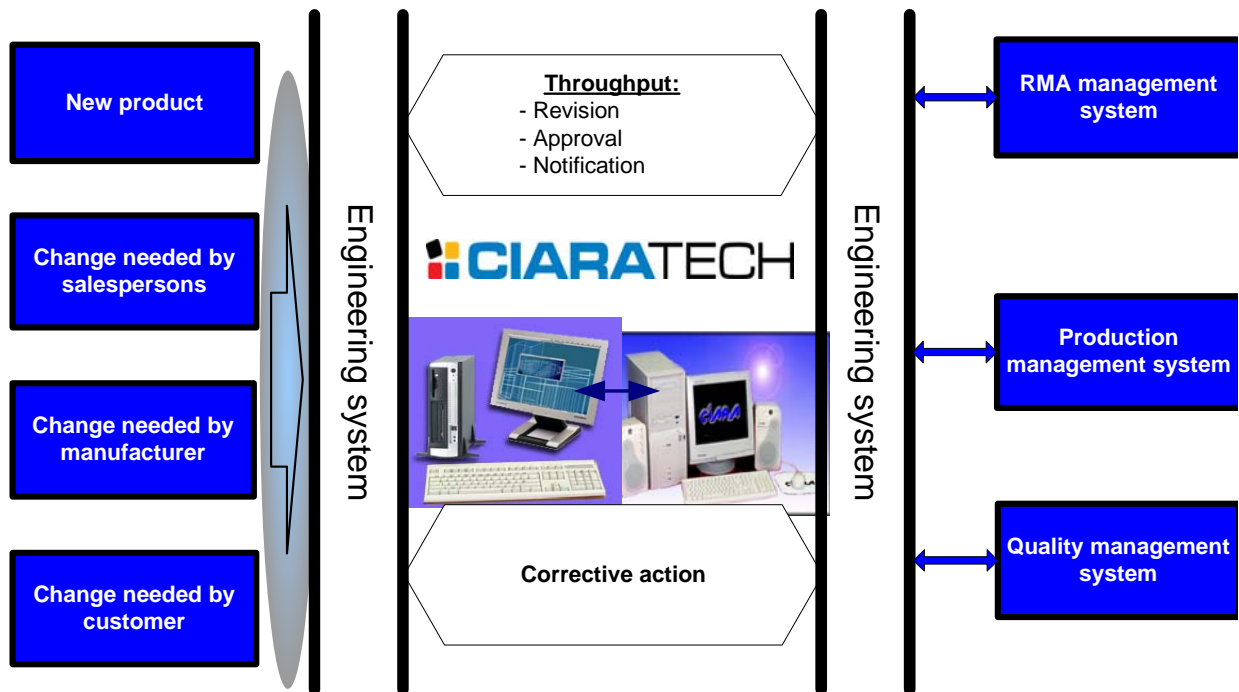 New product
Change needed by
salespersons
Change needed by
manufacturer
Change needed by
customer
Engineering system
Throughput:
- Revision
- Approval
- Notification
CIARATECH
CIARA
Corrective action
Engineering system
RMA management
system
Production
management system
Quality management
system